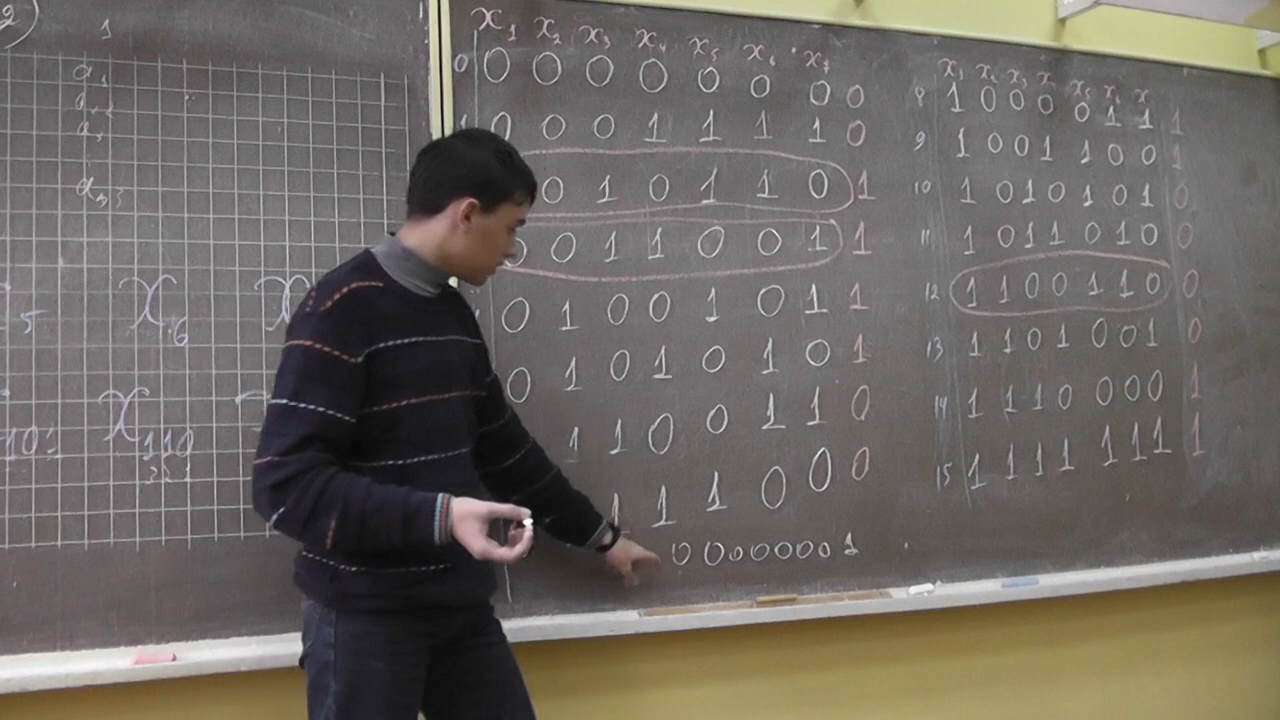 2)
1
a
a
a
x₆
x₁₁₀
321
x₁ x₂ x₃ x₄ x₅ x₆ x₇
0 0 0 0 0 0 0 0 0
0 0 0 1 1 1 1 0
0 1 0 1 1 0 1
0 0 1 1 0 0 1 1
0 1 0 0 1 0 1 1
0 1 0 1 0 1 0 1
1 1 0 0 1 1 0
1 1 1 0 0 0
0 0 0 0 0 0 0 1
x₁ x₂ x₃ x x₅ x₆ x
8 1 0 0 0 0 1 1 1
9 1 0 0 1 1 0 0 1
10 1 0 1 0 1 0 1 0
11 1 0 1 1 0 1 0 0
12 1 1 0 0 1 1 0 0
13 1 1 0 1 0 0 1 0
14 1 1 1 0 0 0 0 1
15 1 1 1 1 1 1 1 1